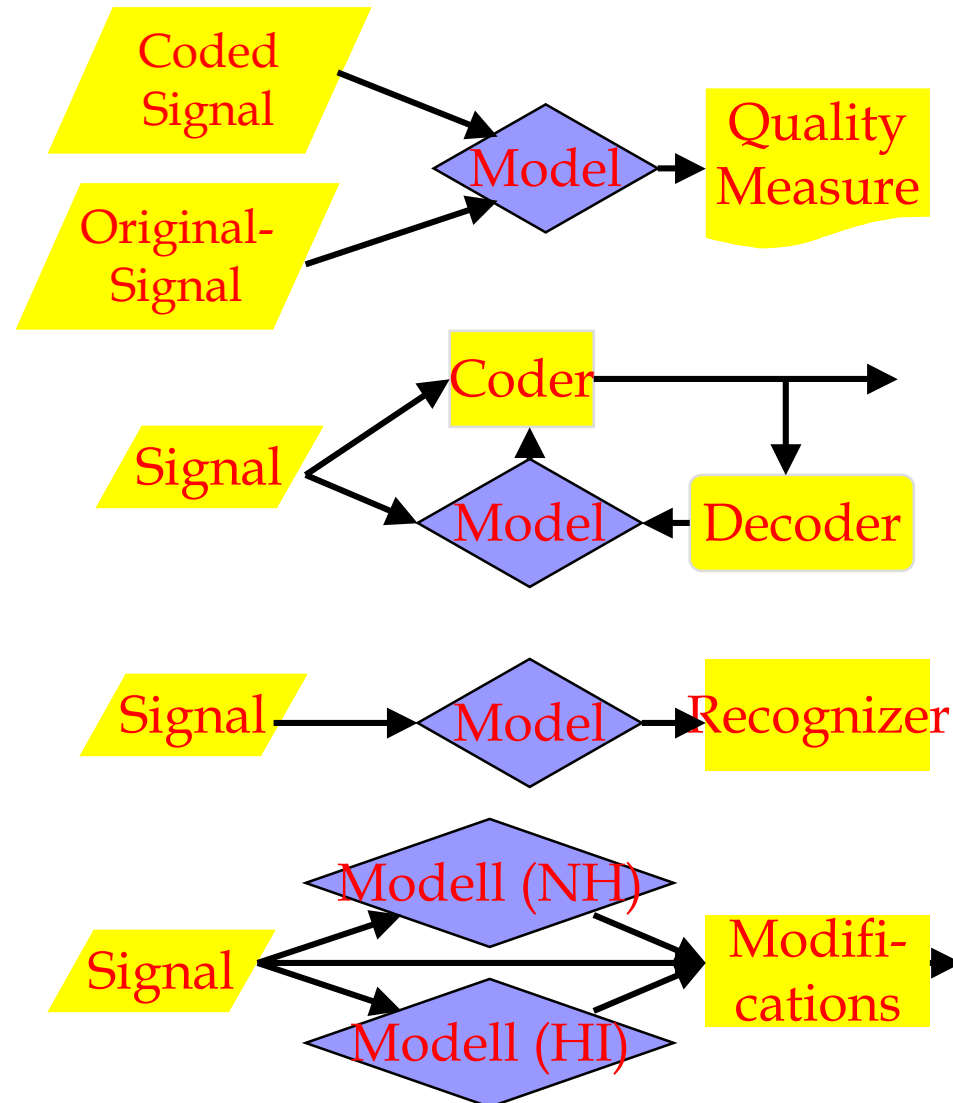 Coded
Signal
Model
Quality
Measure
Original-
Signal
Coder
Signal
Model
Decoder
Signal
Model
Recognizer
Modell (NH)
Signal
Modifi-
cations
Modell (HI)